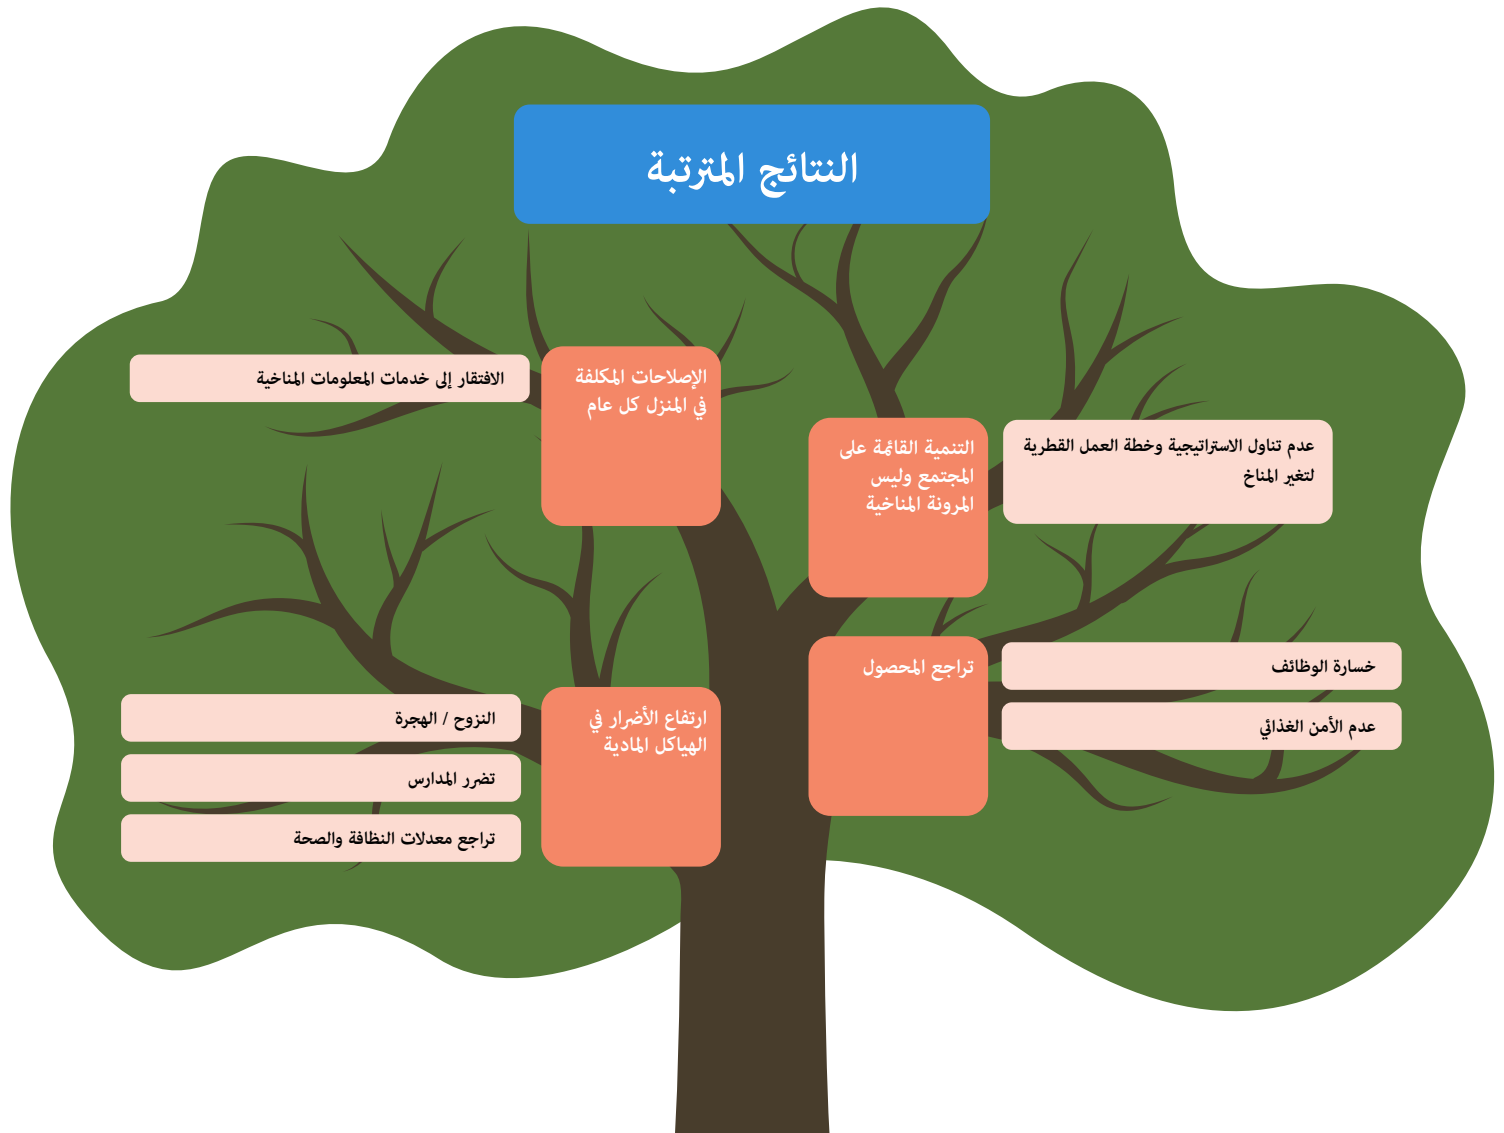 النتائج المترتبة
التنمية القائمة على
المجتمع وليس
المرونة المناخية
عدم تناول الاستراتيجية وخطة العمل القطرية
لتغير المناخ
تراجع المحصول
خسارة الوظائف
عدم الأمن الغذائي
الإصلاحات المكلفة
في المنزل كل عام
الافتقار إلى خدمات المعلومات المناخية
ارتفاع الأضرار في
الهياكل المادية
النزوح / الهجرة
تضرر المدارس
تراجع معدلات النظافة والصحة